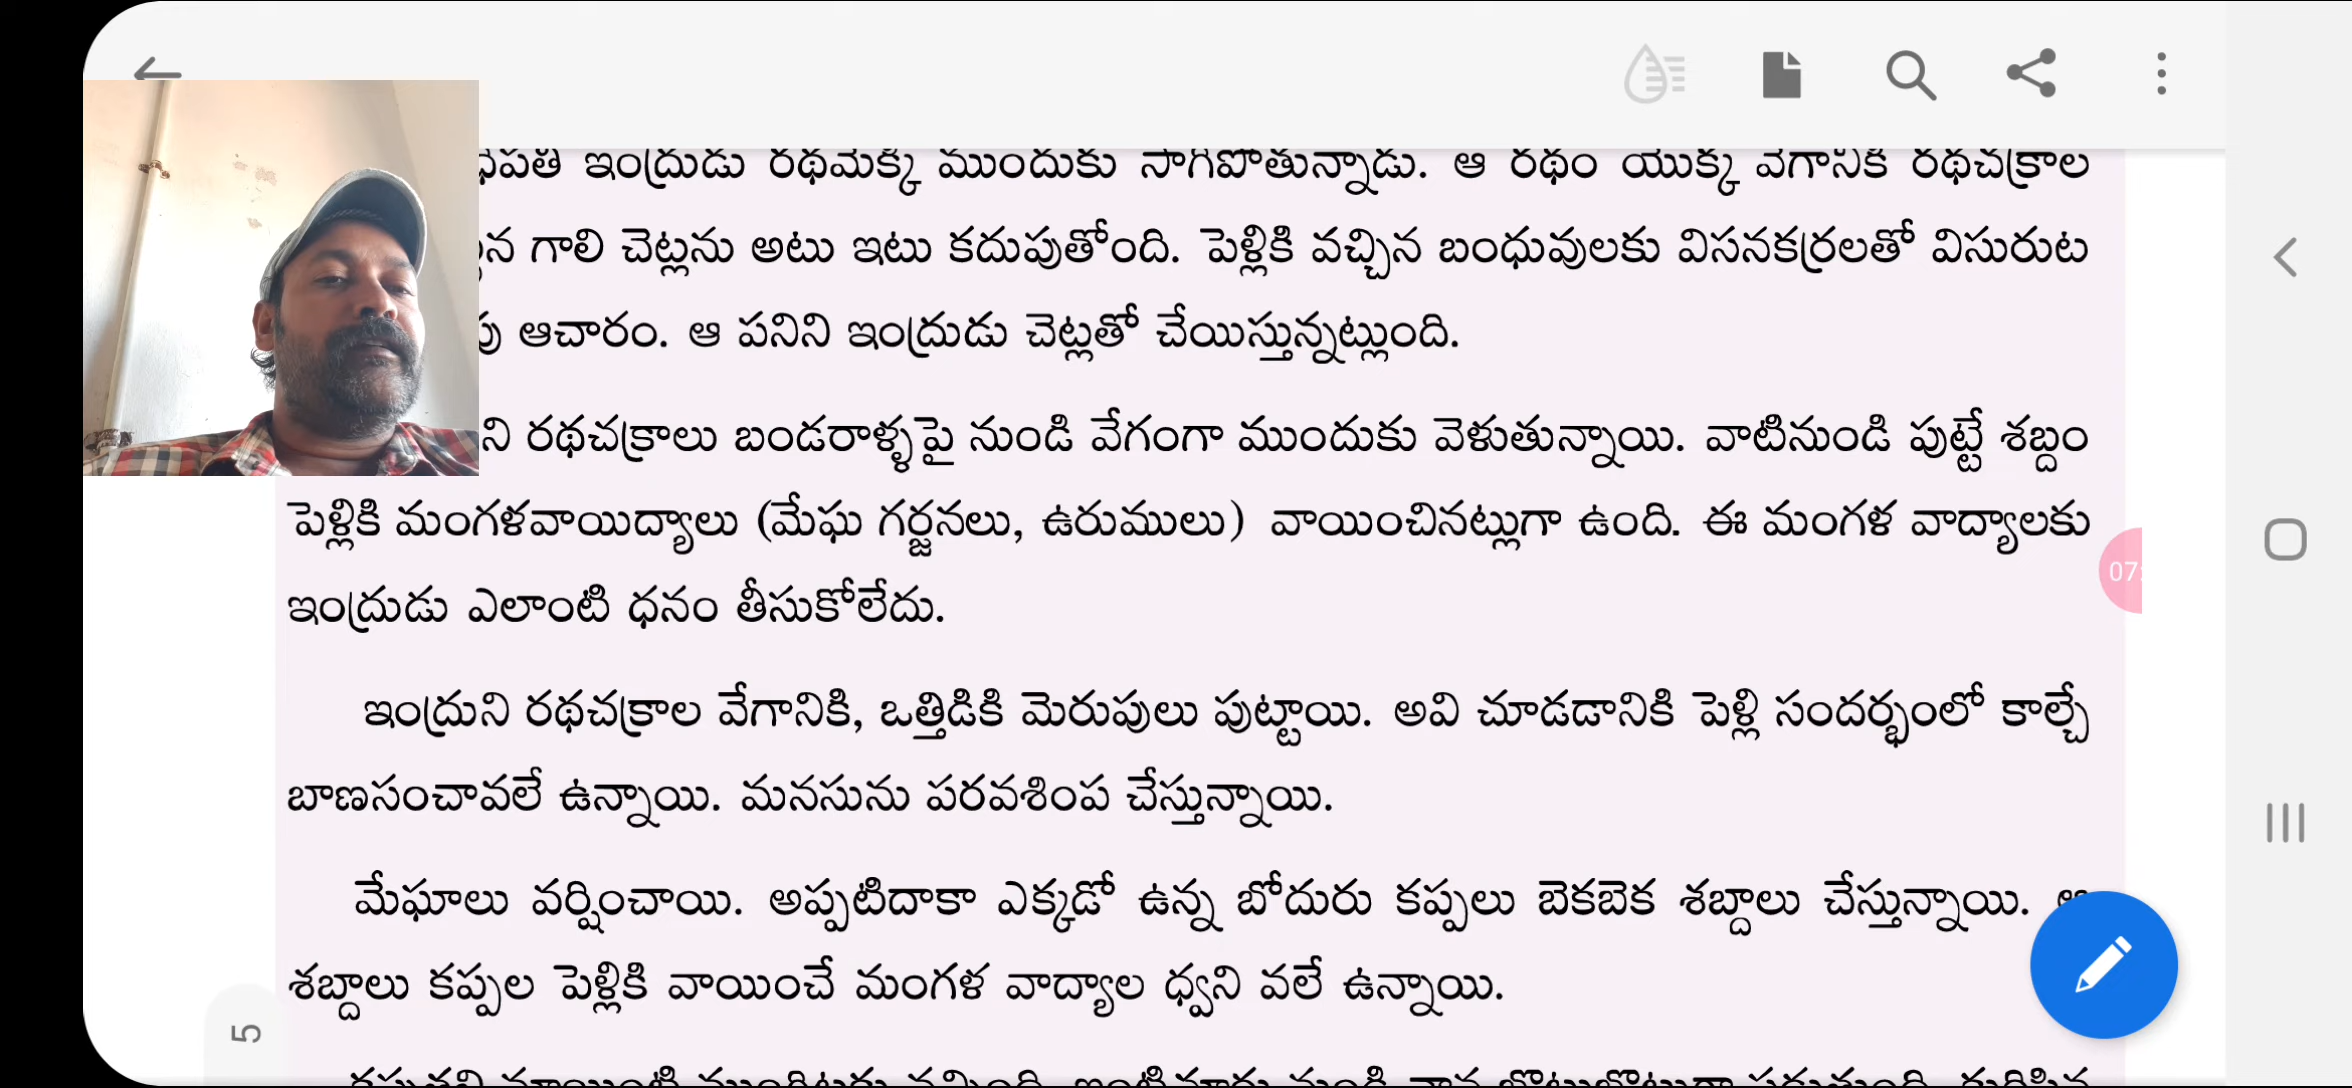 ఇంద్రుడు రథమెక్కి ముందుకు సాగిపోతున్నాడు. ఆ రథం యొక్క వేగానికి రథచక్రాల
గాలి చెట్లను అటు ఇటు కదుపుతోంది. పెళ్లికి వచ్చిన బంధువులకు విసనకర్రలతో విసురుట
ఆచారం. ఆ పనిని ఇంద్రుడు చెట్లతో చేయిస్తున్నట్లుంది.
ని రథచక్రాలు బండరాళ్ళపై నుండి వేగంగా ముందుకు వెళుతున్నాయి. వాటినుండి పుట్టే శబ్దం
పెళ్లికి మంగళవాయిద్యాలు (మేఘ గర్జనలు, ఉరుములు) వాయించినట్లుగా ఉంది. ఈ మంగళ వాద్యాలకు
07:
ఇంద్రుడు ఎలాంటి ధనం తీసుకోలేదు.
ఇంద్రుని రథచక్రాల వేగానికి, ఒత్తిడికి మెరుపులు పుట్టాయి. అవి చూడడానికి పెళ్లి సందర్భంలో కాల్చే
బాణసంచావలే ఉన్నాయి. మనసును పరవశింప చేస్తున్నాయి.
మేఘాలు వర్షించాయి. అప్పటిదాకా ఎక్కడో ఉన్న బోదురు కప్పలు బెకబెక శబ్దాలు చేస్తున్నాయి.
శబ్దాలు కప్పల పెళ్లికి వాయించే మంగళ వాద్యాల ధ్వని వలే ఉన్నాయి.
5